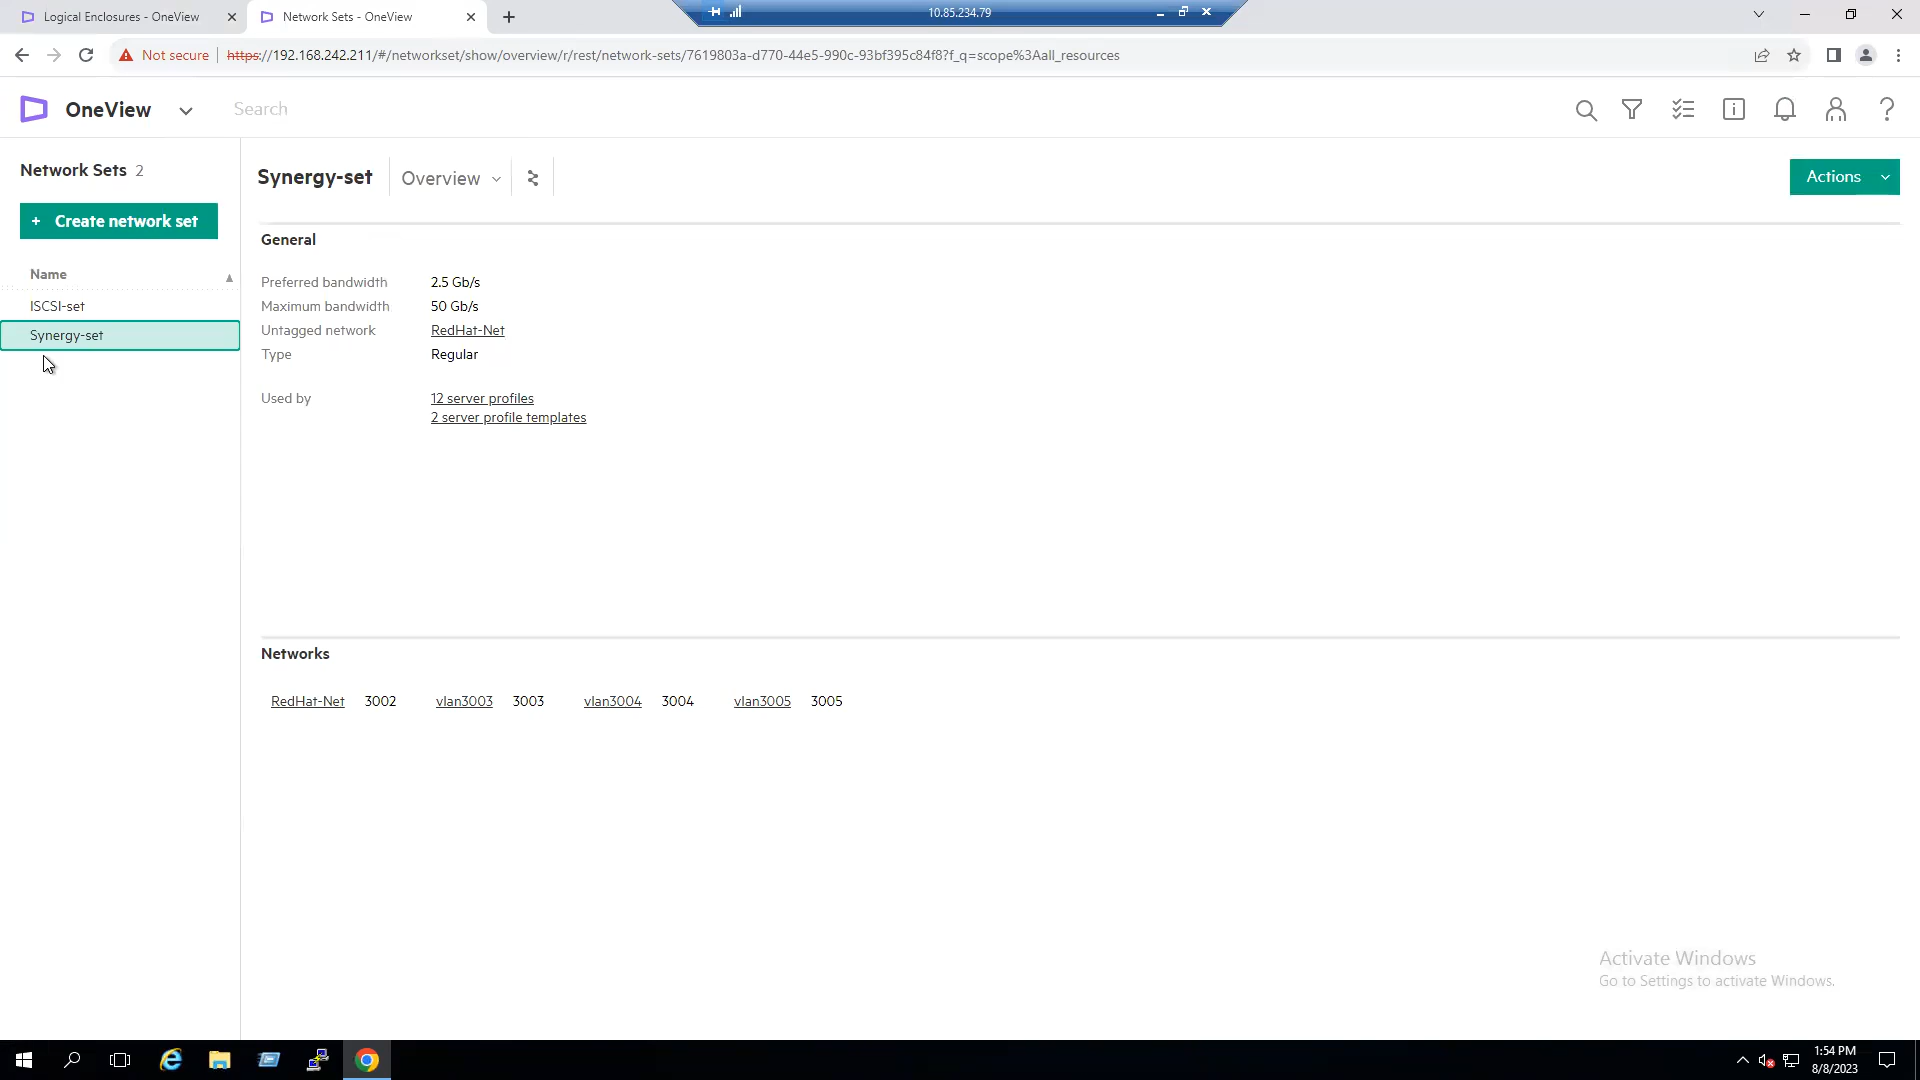 Logical Enclosures - OneView
Network Sets - OneView
10.85.234.79
Not secure
https://192.168.242.211/#/networkset/show/overview/r/rest/network-sets/7619803a-d770-44e5-990c-93bf395c84f8?f_q=scope%3Aall_resources
OneView
Search
Network Sets 2
Synergy-set
Overview
Actions
+ Create network set
Name
ISCSI-set
Synergy-set
General
Preferred bandwidth 2.5 Gb/s
Maximum bandwidth 50 Gb/s
Untagged network RedHat-Net
Type Regular
Used by 12 server profiles
2 server profile templates
Networks
RedHat-Net 3002 vlan3003 3003 vlan3004 3004 vlan3005 3005
Activate Windows
Go to Settings to activate Windows.
1:54 PM
8/8/2023